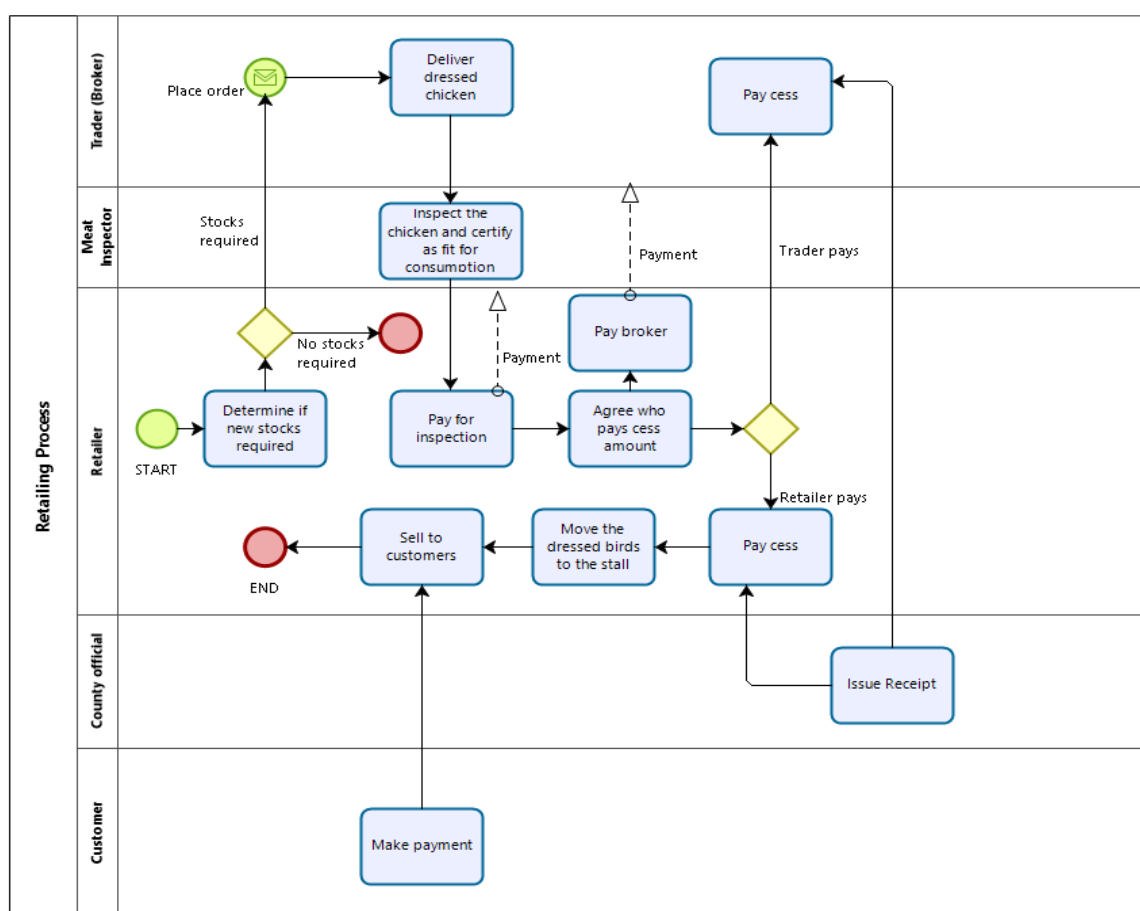 Retailing Process
Trader (Broker)
Place order
Deliver
dressed
chicken
Pay cess
Meat
Inspector
Stocks
required
Inspect the
chicken and certify
as fit for
consumption
Payment
Trader pays
Retailer
No stocks
required
Payment
Pay broker
START
Determine if
new stocks
required
Pay for
inspection
Agree who
pays cess
amount
Retailer pays
END
Sell to
customers
Move the
dressed birds
to the stall
Pay cess
County official
Issue Receipt
Customer
Make payment